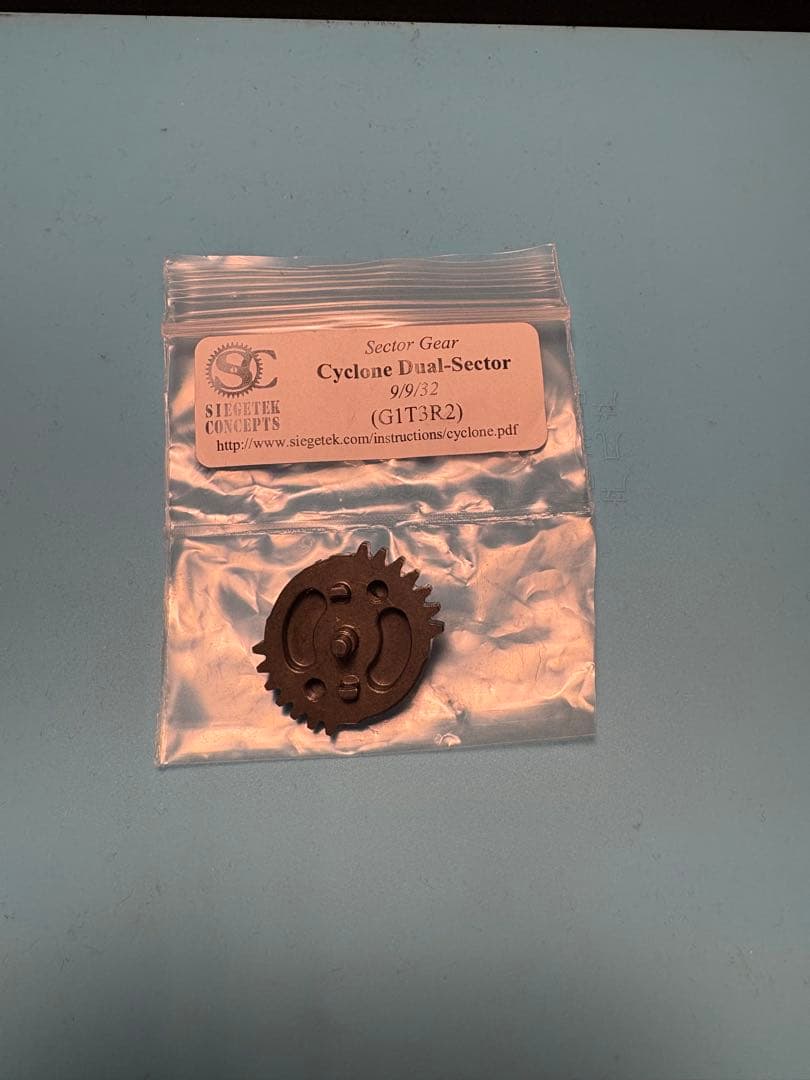 Sector Gear
Cyclone Dual-Sector
9/9/32
(G1T3R2)
SC
SIEGETEK
CONCEPTS
http://www.siegetek.com/instructions/cyclone.pdf